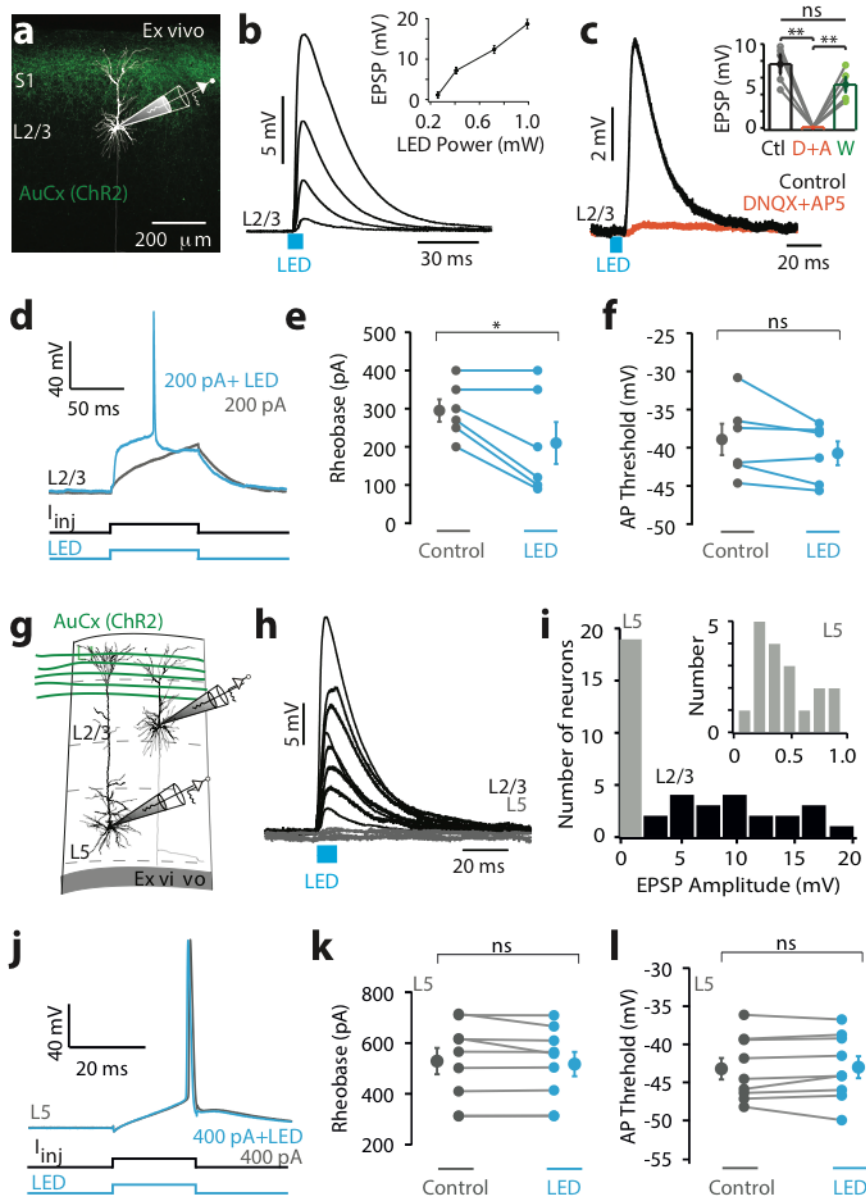 a
Ex vivo
S1
L2/3
AuCx (ChR2)
200 μm
b
5 mV
L2/3
LED
30 ms
EPSP (mV)
20
10
0
0.2 0.6 1.0
LED Power (mW)
c
2 mV
L2/3
LED
20 ms
ns
** **
EPSP (mV)
10
5
0
Ctl D+A W
Control
DNQX+AP5
d
40 mV
50 ms
200 pA+ LED
200 pA
L2/3
Iinj
LED
e
*
Rheobase (pA)
500
400
300
200
100
0
Control LED
f
ns
AP Threshold (mV)
-25
-30
-35
-40
-45
-50
Control LED
g
AuCx (ChR2)
L2/3
L5
Ex vi vo
h
5 mV
L2/3
L5
LED
20 ms
i
L5
Number of neurons
20
15
10
5
0
L2/3
0 5 10 15 20
EPSP Amplitude (mV)
Number
5
0
L5
0 0.5 1.0
j
40 mV
20 ms
L5
400 pA+LED
400 pA
Iinj
LED
k
ns
L5
Rheobase (pA)
800
600
400
200
Control LED
l
ns
L5
AP Threhold (mV)
-30
-35
-40
-45
-50
-55
Control LED